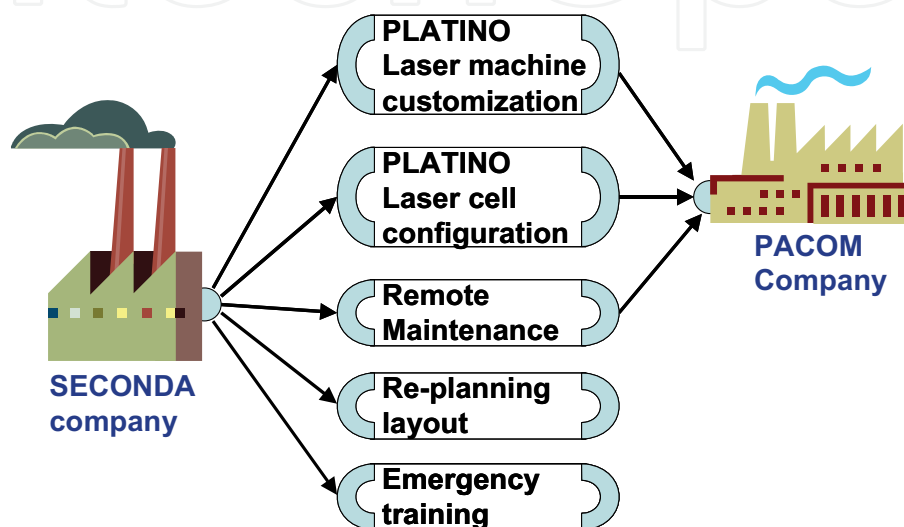 PLATINO
Laser machine
customization
PLATINO
Laser cell
configuration
Remote
Maintenance
Re-planning
layout
Emergency
training
SECONDA
company
PACOM
Company